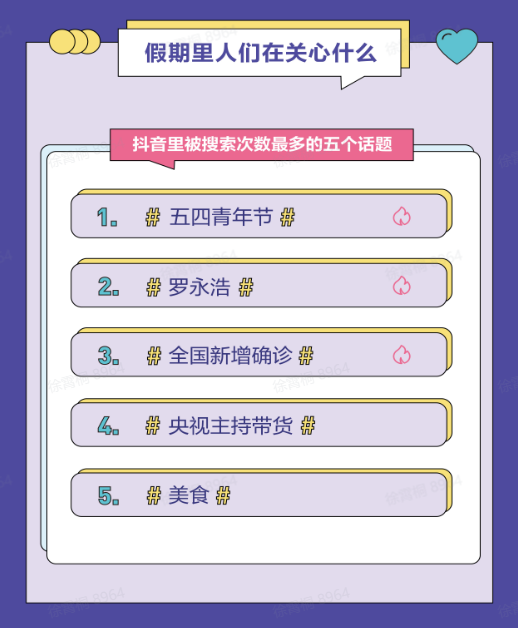 假期里人们在关心什么
抖音里被搜索次数最多的五个话题
1. # 五四青年节 #
2. # 罗永浩 #
3. # 全国新增确诊 #
4. # 央视主持带货 #
5. # 美食 #